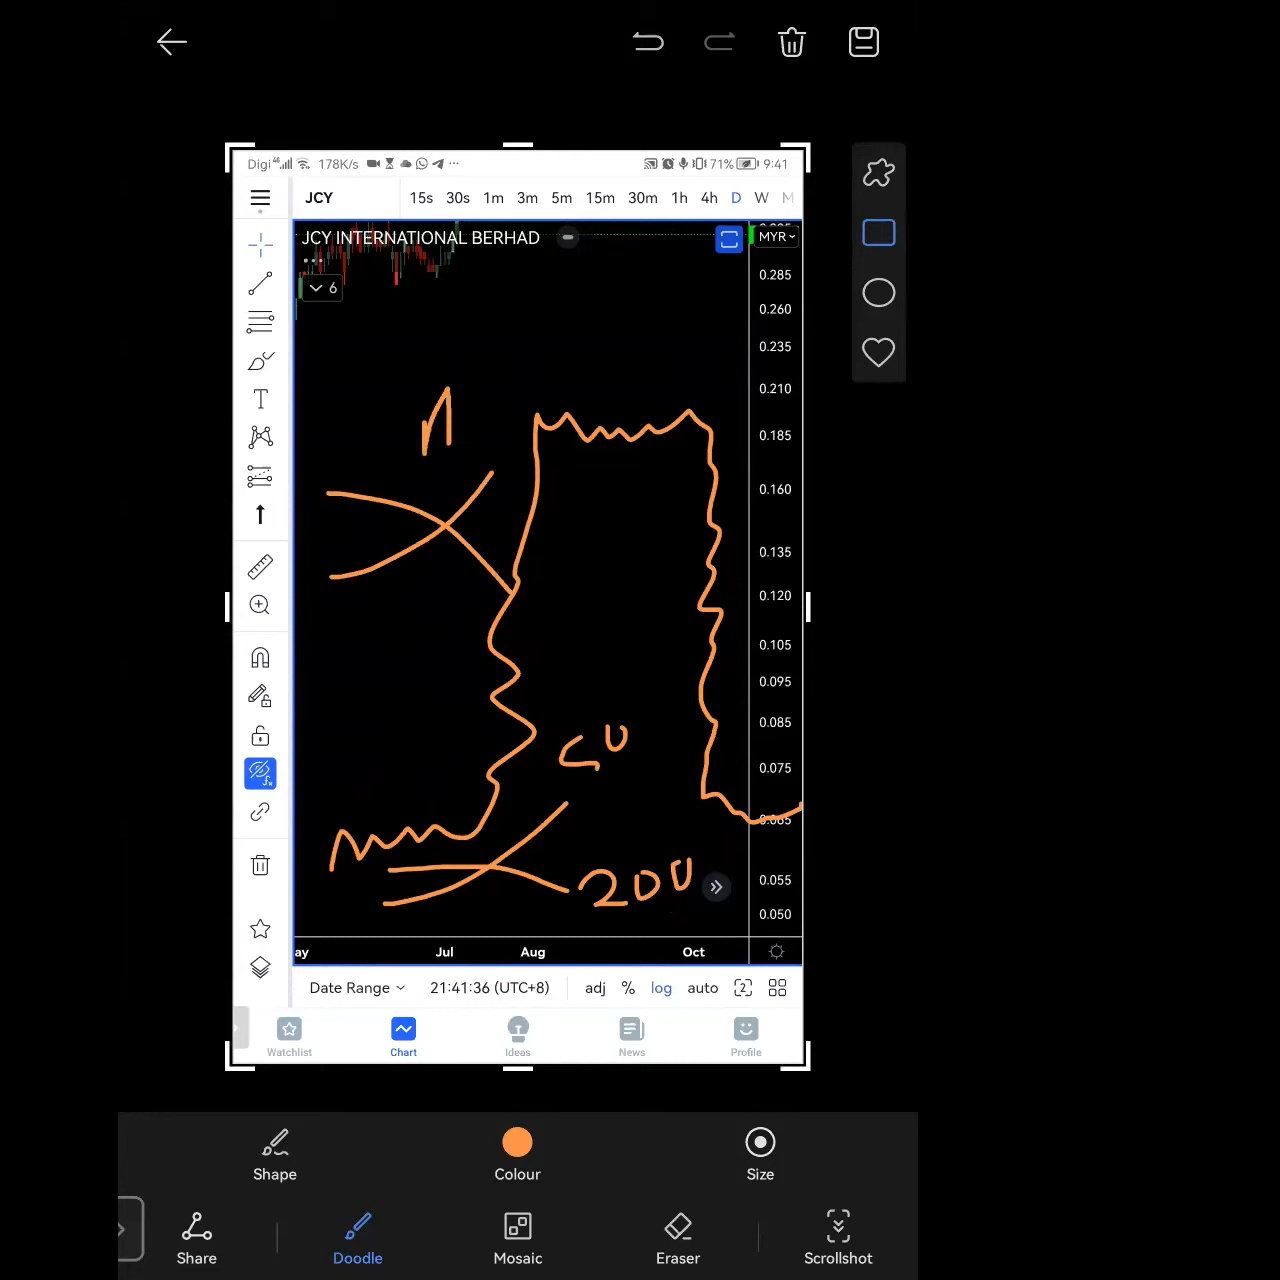 Digi 4G 178K/s ··· 71% 9:41
JCY 15s 30s 1m 3m 5m 15m 30m 1h 4h D W M
JCY INTERNATIONAL BERHAD
MYR
6
0.285
0.260
0.235
0.210
0.185
0.160
0.135
0.120
0.105
0.095
0.085
0.075
0.065
0.055
0.050
200
ay Jul Aug Oct
Date Range 21:41:36 (UTC+8) adj % log auto 2
Watchlist Chart Ideas News Profile
Shape Colour Size
Share Doodle Mosaic Eraser Scrollshot